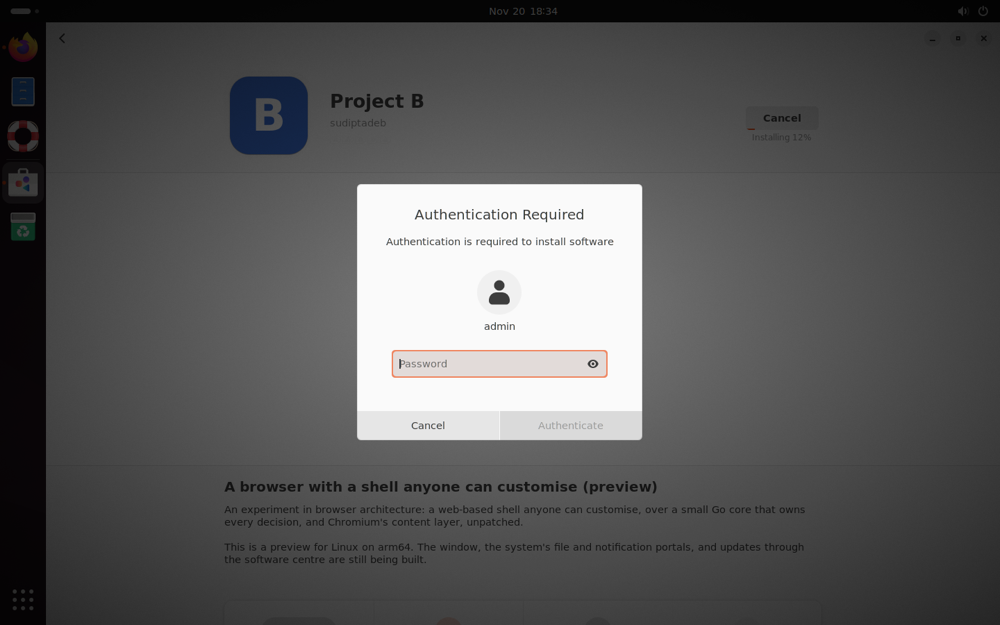 Nov 20 18:34
B
Project B
sudiptadeb
Cancel
Installing 12%
Authentication Required
Authentication is required to install software
admin
Password
Cancel
Authenticate
A browser with a shell anyone can customise (preview)
An experiment in browser architecture: a web-based shell anyone can customise, over a small Go core that owns
every decision, and Chromium's content layer, unpatched.
This is a preview for Linux on arm64. The window, the system's file and notification portals, and updates through
the software centre are still being built.